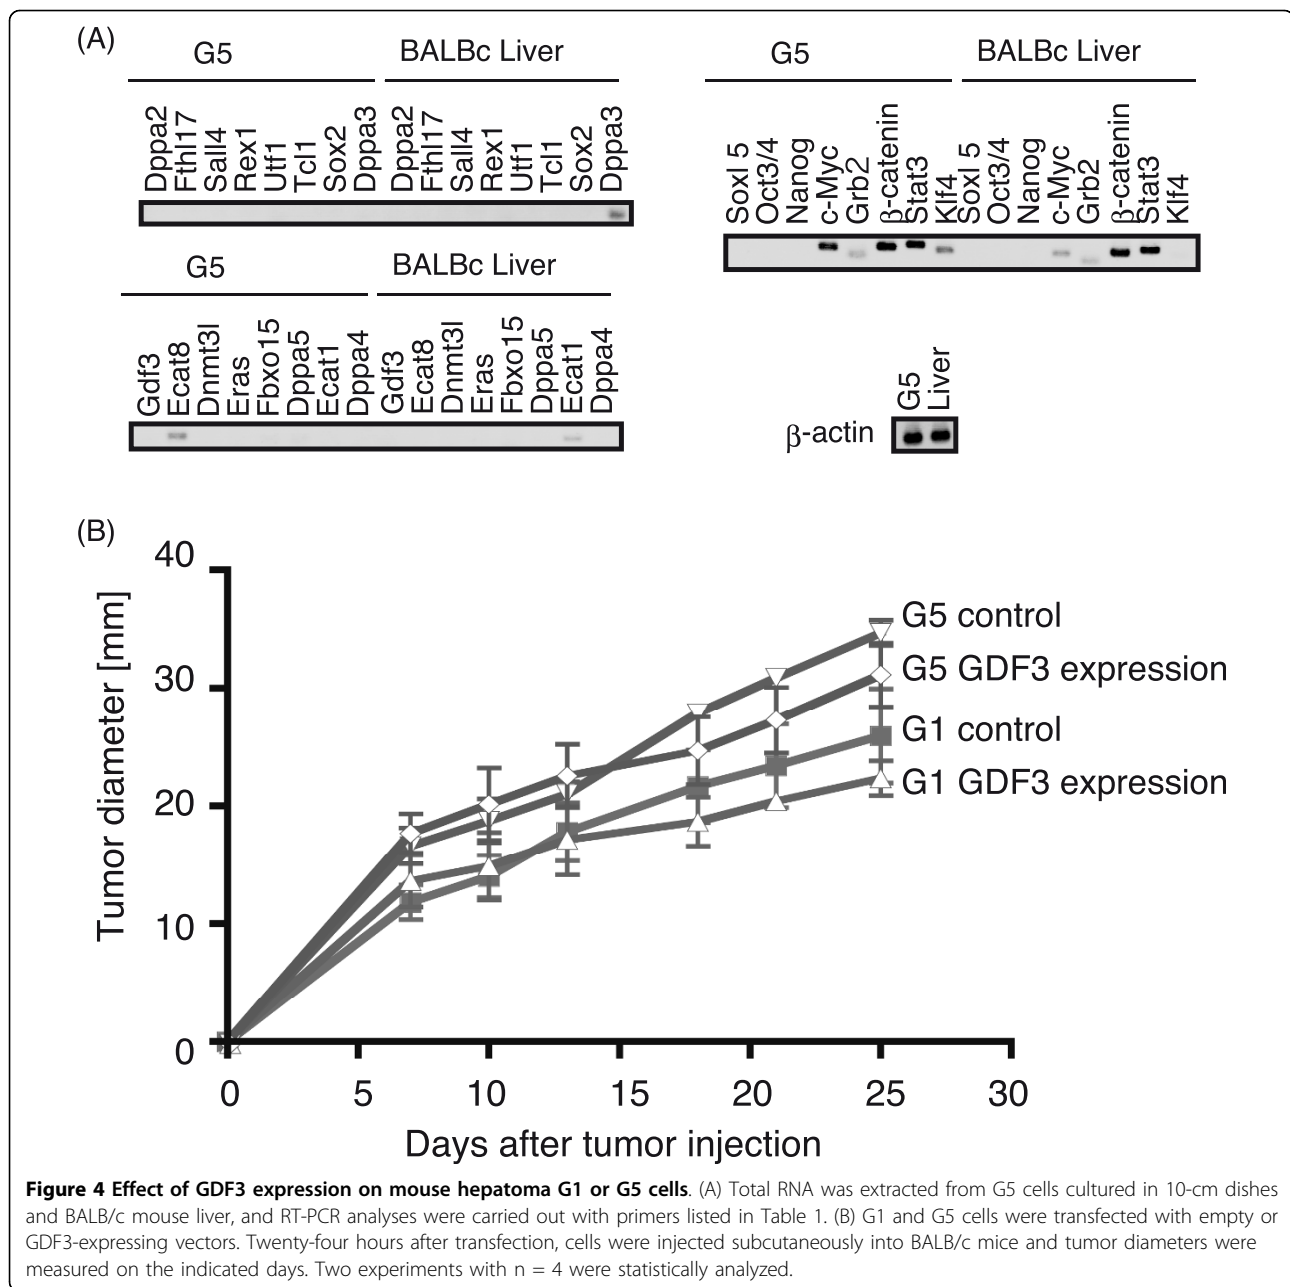 (A)
G5 BALBc Liver
Dppa2 Fthl17 Sall4 Rex1 Utf1 Tcl1 Sox2 Dppa3 Dppa2 Fthl17 Sall4 Rex1 Utf1 Tcl1 Sox2 Dppa3
G5 BALBc Liver
Gdf3 Ecat8 Dnmt3l Eras Fbxo15 Dppa5 Ecat1 Dppa4 Gdf3 Ecat8 Dnmt3l Eras Fbxo15 Dppa5 Ecat1 Dppa4
G5 BALBc Liver
Soxl 5 Oct3/4 Nanog c-Myc Grb2 β-catenin Stat3 Klf4 Soxl 5 Oct3/4 Nanog c-Myc Grb2 β-catenin Stat3 Klf4
G5 Liver
β-actin
(B)
Tumor diameter [mm]
40
30
20
10
0
G5 control
G5 GDF3 expression
G1 control
G1 GDF3 expression
0 5 10 15 20 25 30
Days after tumor injection
Figure 4 Effect of GDF3 expression on mouse hepatoma G1 or G5 cells. (A) Total RNA was extracted from G5 cells cultured in 10-cm dishes
and BALB/c mouse liver, and RT-PCR analyses were carried out with primers listed in Table 1. (B) G1 and G5 cells were transfected with empty or
GDF3-expressing vectors. Twenty-four hours after transfection, cells were injected subcutaneously into BALB/c mice and tumor diameters were
measured on the indicated days. Two experiments with n = 4 were statistically analyzed.